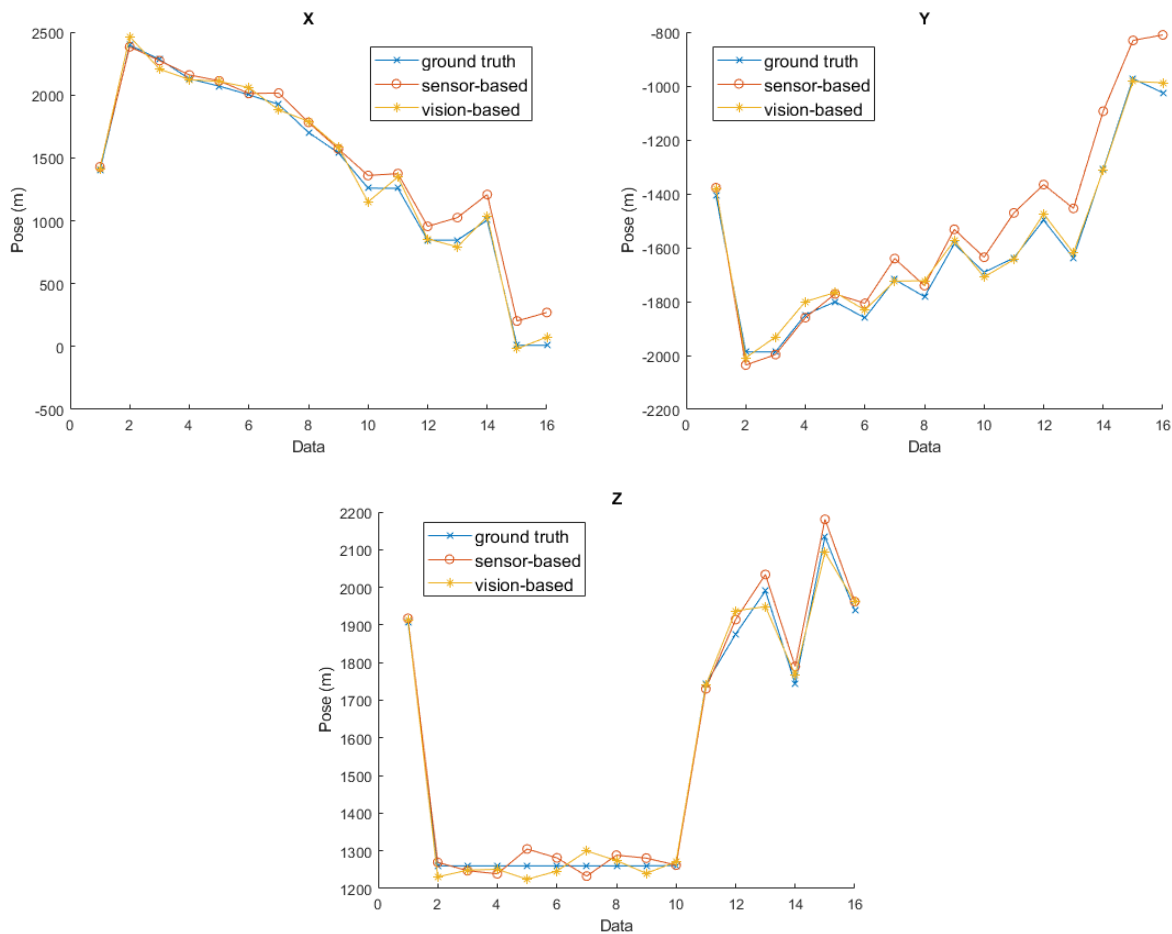 X
2500
2000
1500
1000
500
0
-500
0 2 4 6 8 10 12 14 16
Pose (m)
Data
ground truth
sensor-based
vision-based
Y
-800
-1000
-1200
-1400
-1600
-1800
-2000
-2200
0 2 4 6 8 10 12 14 16
Pose (m)
Data
ground truth
sensor-based
vision-based
Z
2200
2100
2000
1900
1800
1700
1600
1500
1400
1300
1200
0 2 4 6 8 10 12 14 16
Pose (m)
Data
ground truth
sensor-based
vision-based